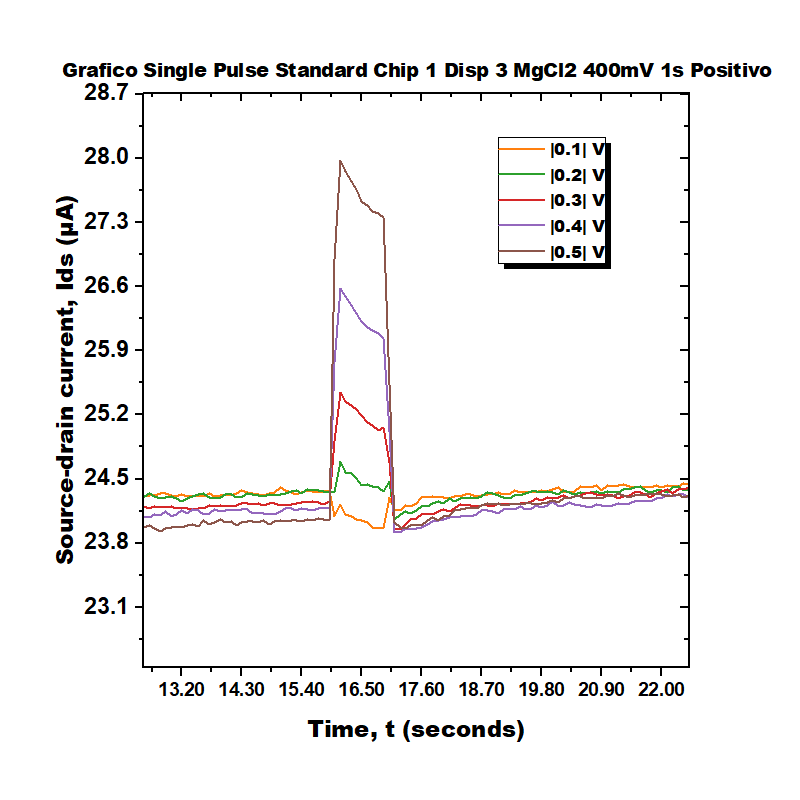 Grafico Single Pulse Standard Chip 1 Disp 3 MgCl2 400mV 1s Positivo
28.7
28.0
27.3
26.6
25.9
25.2
24.5
23.8
23.1
Source-drain current, Ids (µA)
|0.1| V
|0.2| V
|0.3| V
|0.4| V
|0.5| V
13.20 14.30 15.40 16.50 17.60 18.70 19.80 20.90 22.00
Time, t (seconds)